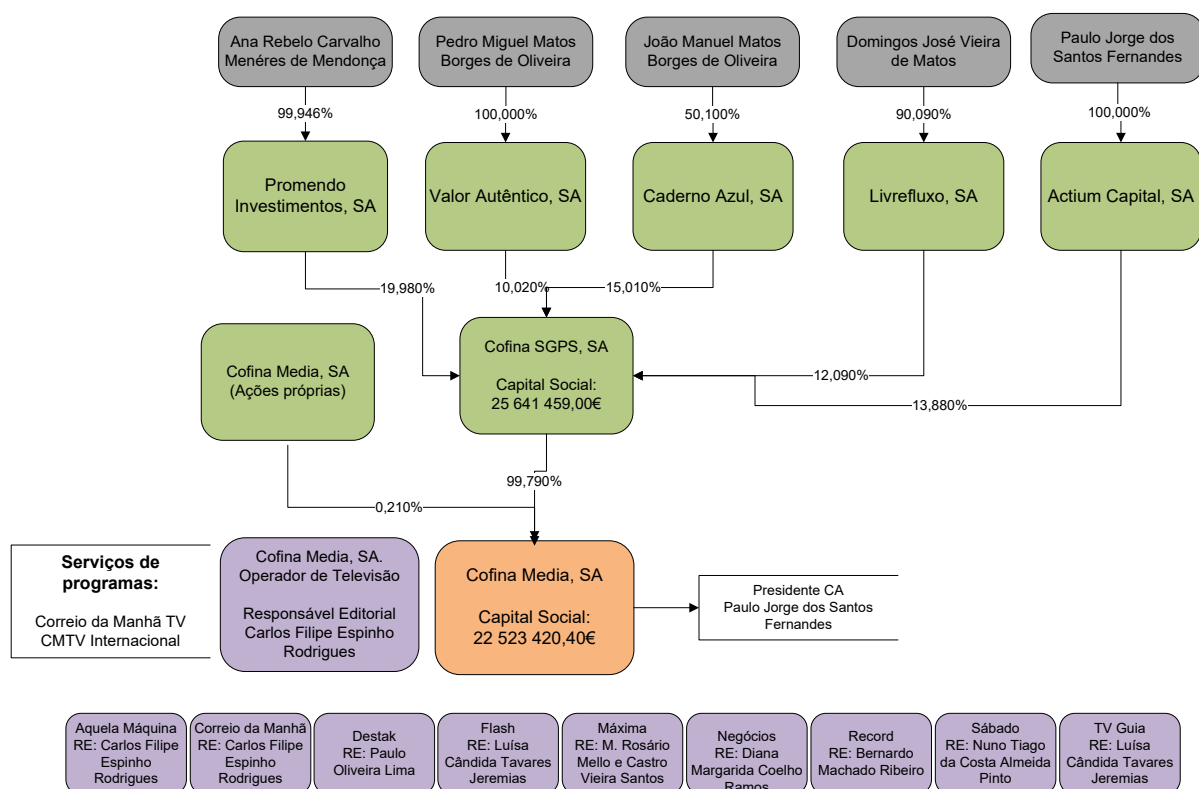 Ana Rebelo Carvalho
Menéres de Mendonça
Pedro Miguel Matos
Borges de Oliveira
João Manuel Matos
Borges de Oliveira
Domingos José Vieira
de Matos
Paulo Jorge dos
Santos Fernandes
99,946%
100,000%
50,100%
90,090%
100,000%
Promendo
Investimentos, SA
Valor Autêntico, SA
Caderno Azul, SA
Livrefluxo, SA
Actium Capital, SA
19,980%
10,020%
15,010%
12,090%
13,880%
Cofina Media, SA
(Ações próprias)
Cofina SGPS, SA
Capital Social:
25 641 459,00€
99,790%
0,210%
Serviços de
programas:
Correio da Manhã TV
CMTV Internacional
Cofina Media, SA.
Operador de Televisão
Responsável Editorial
Carlos Filipe Espinho
Rodrigues
Cofina Media, SA
Capital Social:
22 523 420,40€
Presidente CA
Paulo Jorge dos Santos
Fernandes
Aquela Máquina
RE: Carlos Filipe
Espinho
Rodrigues
Correio da Manhã
RE: Carlos Filipe
Espinho
Rodrigues
Destak
RE: Paulo
Oliveira Lima
Flash
RE: Luísa
Cândida Tavares
Jeremias
Máxima
RE: M. Rosário
Mello e Castro
Vieira Santos
Negócios
RE: Diana
Margarida Coelho
Ramos
Record
RE: Bernardo
Machado Ribeiro
Sábado
RE: Nuno Tiago
da Costa Almeida
Pinto
TV Guia
RE: Luísa
Cândida Tavares
Jeremias